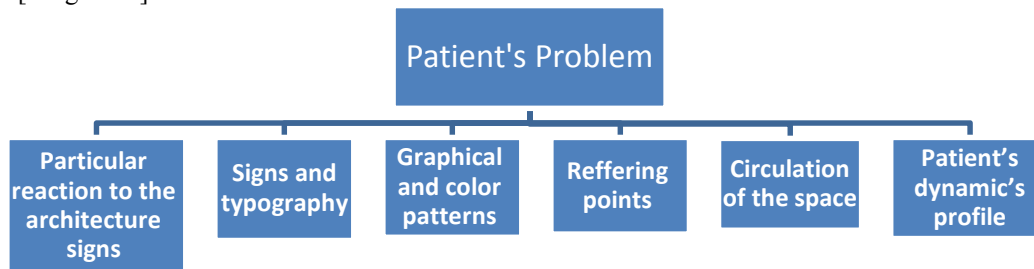 Patient's Problem
Particular
reaction to the
architecture
signs
Signs and
typography
Graphical
and color
patterns
Reffering
points
Circulation
of the space
Patient’s
dynamic’s
profile